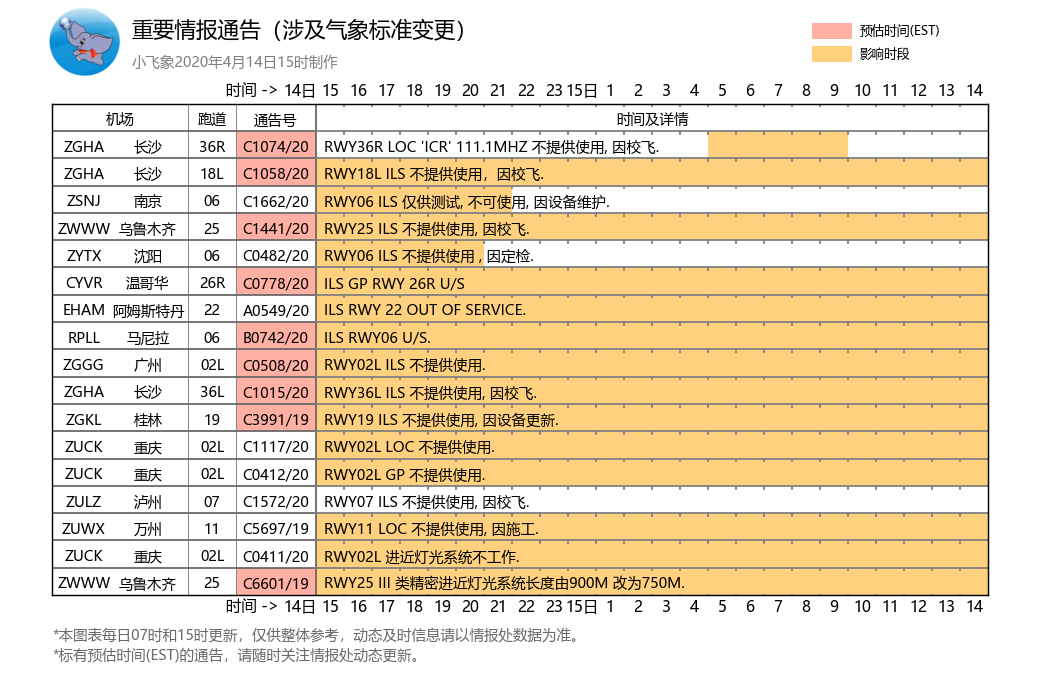 重要情报通告（涉及气象标准变更）
小飞象2020年4月14日15时制作
预估时间(EST)
影响时段
时间 -> 14日 15 16 17 18 19 20 21 22 23 15日 1 2 3 4 5 6 7 8 9 10 11 12 13 14
机场 跑道 通告号 时间及详情
ZGHA 长沙 36R C1074/20 RWY36R LOC 'ICR' 111.1MHZ 不提供使用, 因校飞.
ZGHA 长沙 18L C1058/20 RWY18L ILS 不提供使用，因校飞.
ZSNJ 南京 06 C1662/20 RWY06 ILS 仅供测试, 不可使用, 因设备维护.
ZWWW 乌鲁木齐 25 C1441/20 RWY25 ILS 不提供使用, 因校飞.
ZYTX 沈阳 06 C0482/20 RWY06 ILS 不提供使用 , 因定检.
CYVR 温哥华 26R C0778/20 ILS GP RWY 26R U/S
EHAM 阿姆斯特丹 22 A0549/20 ILS RWY 22 OUT OF SERVICE.
RPLL 马尼拉 06 B0742/20 ILS RWY06 U/S.
ZGGG 广州 02L C0508/20 RWY02L ILS 不提供使用.
ZGHA 长沙 36L C1015/20 RWY36L ILS 不提供使用, 因校飞.
ZGKL 桂林 19 C3991/19 RWY19 ILS 不提供使用, 因设备更新.
ZUCK 重庆 02L C1117/20 RWY02L LOC 不提供使用.
ZUCK 重庆 02L C0412/20 RWY02L GP 不提供使用.
ZULZ 泸州 07 C1572/20 RWY07 ILS 不提供使用, 因校飞.
ZUWX 万州 11 C5697/19 RWY11 LOC 不提供使用, 因施工.
ZUCK 重庆 02L C0411/20 RWY02L 进近灯光系统不工作.
ZWWW 乌鲁木齐 25 C6601/19 RWY25 III 类精密进近灯光系统长度由900M 改为750M.
时间 -> 14日 15 16 17 18 19 20 21 22 23 15日 1 2 3 4 5 6 7 8 9 10 11 12 13 14
*本图表每日07时和15时更新，仅供整体参考，动态及时信息请以情报处数据为准。
*标有预估时间(EST)的通告，请随时关注情报处动态更新。